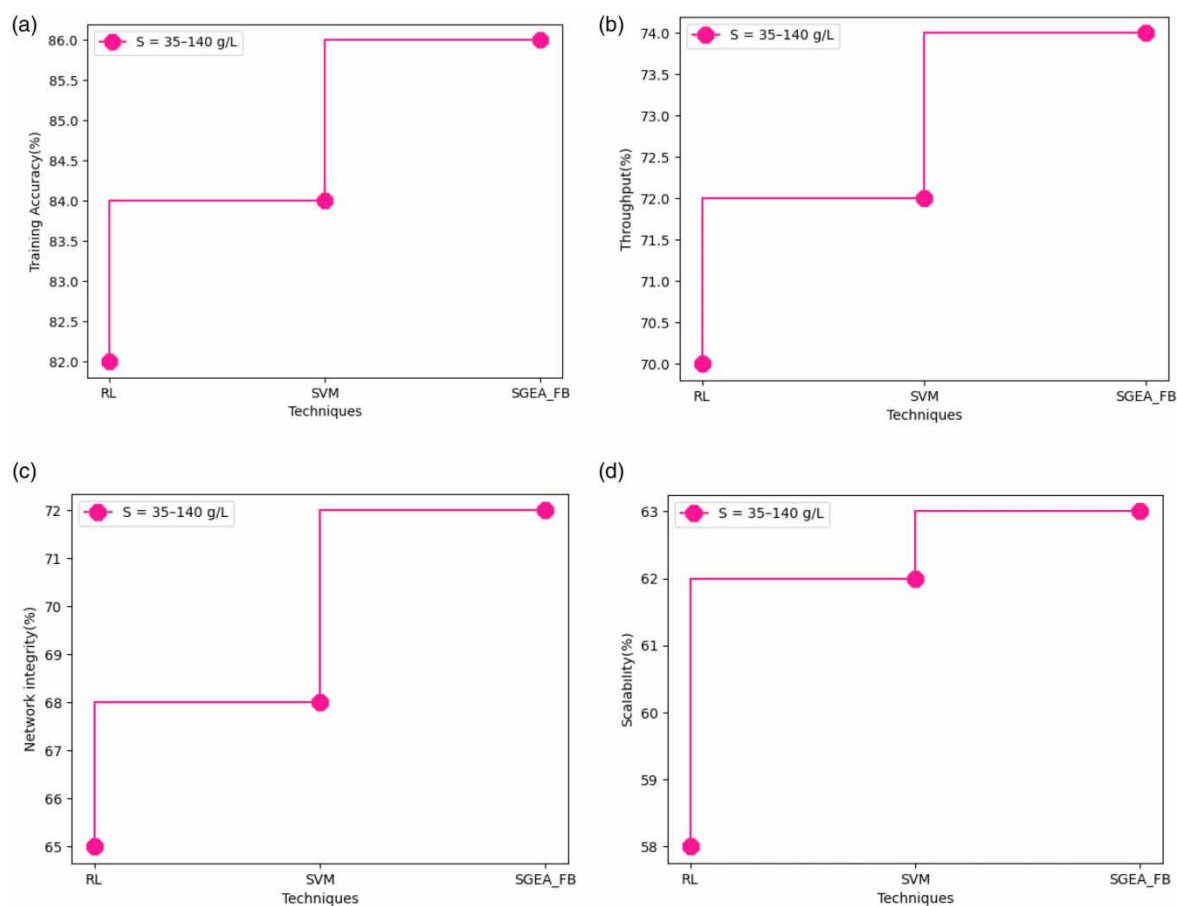 (a)
S = 35–140 g/L
86.0
85.5
85.0
84.5
84.0
83.5
83.0
82.5
82.0
Training Accuracy(%)
RL SVM SGEA_FB
Techniques
(b)
S = 35–140 g/L
74.0
73.5
73.0
72.5
72.0
71.5
71.0
70.5
70.0
Throughput(%)
RL SVM SGEA_FB
Techniques
(c)
S = 35–140 g/L
72
71
70
69
68
67
66
65
Network integrity(%)
RL SVM SGEA_FB
Techniques
(d)
S = 35–140 g/L
63
62
61
60
59
58
Scalability(%)
RL SVM SGEA_FB
Techniques